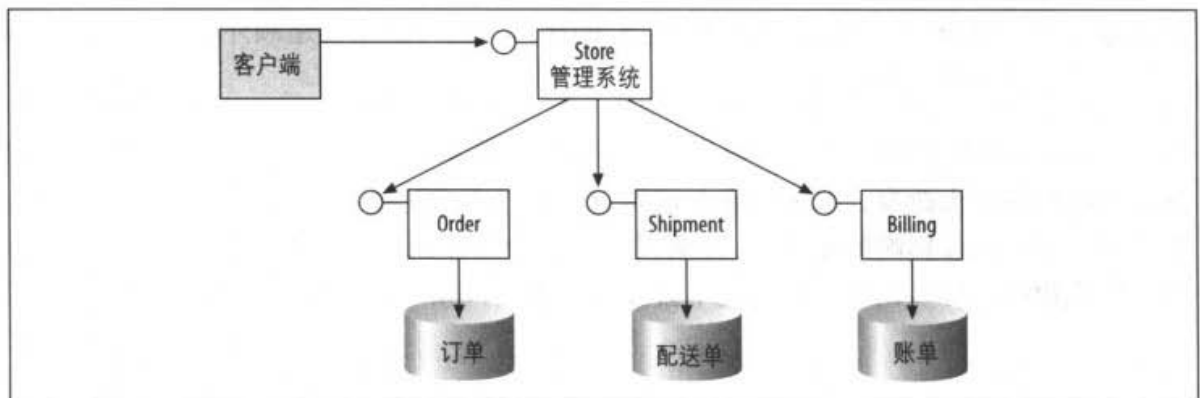 客户端
Store
管理系统
Order
Shipment
Billing
订单
配送单
账单